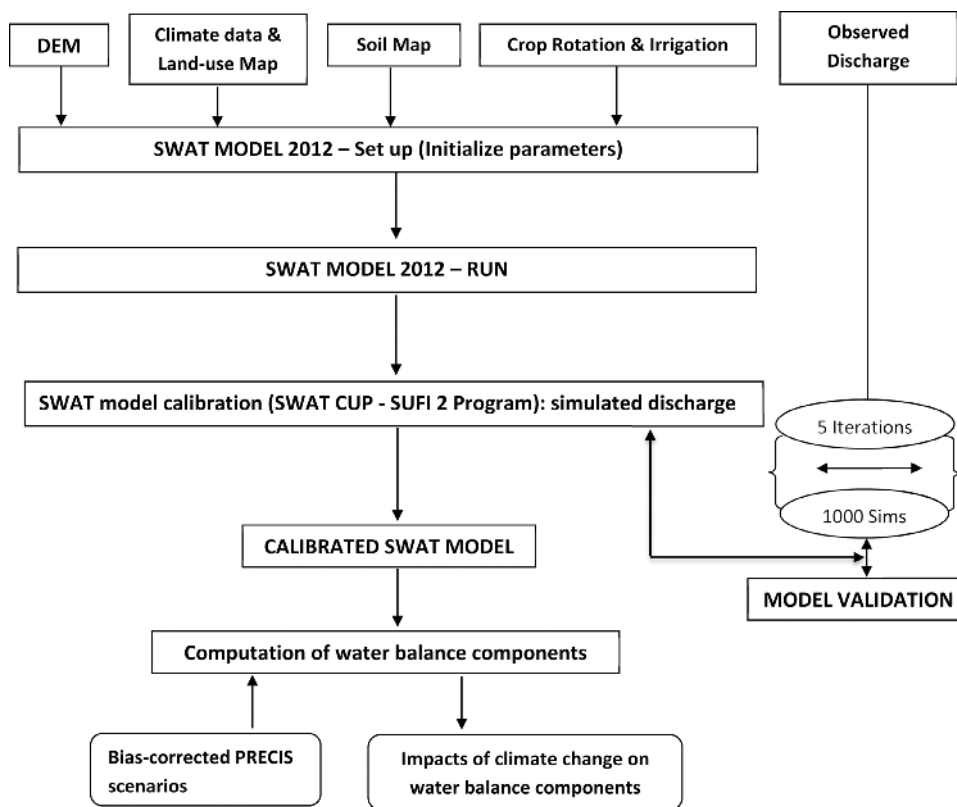 DEM
Climate data &
Land-use Map
Soil Map
Crop Rotation & Irrigation
Observed
Discharge
SWAT MODEL 2012 – Set up (Initialize parameters)
SWAT MODEL 2012 – RUN
SWAT model calibration (SWAT CUP - SUFI 2 Program): simulated discharge
5 Iterations
1000 Sims
CALIBRATED SWAT MODEL
MODEL VALIDATION
Computation of water balance components
Bias-corrected PRECIS
scenarios
Impacts of climate change on
water balance components